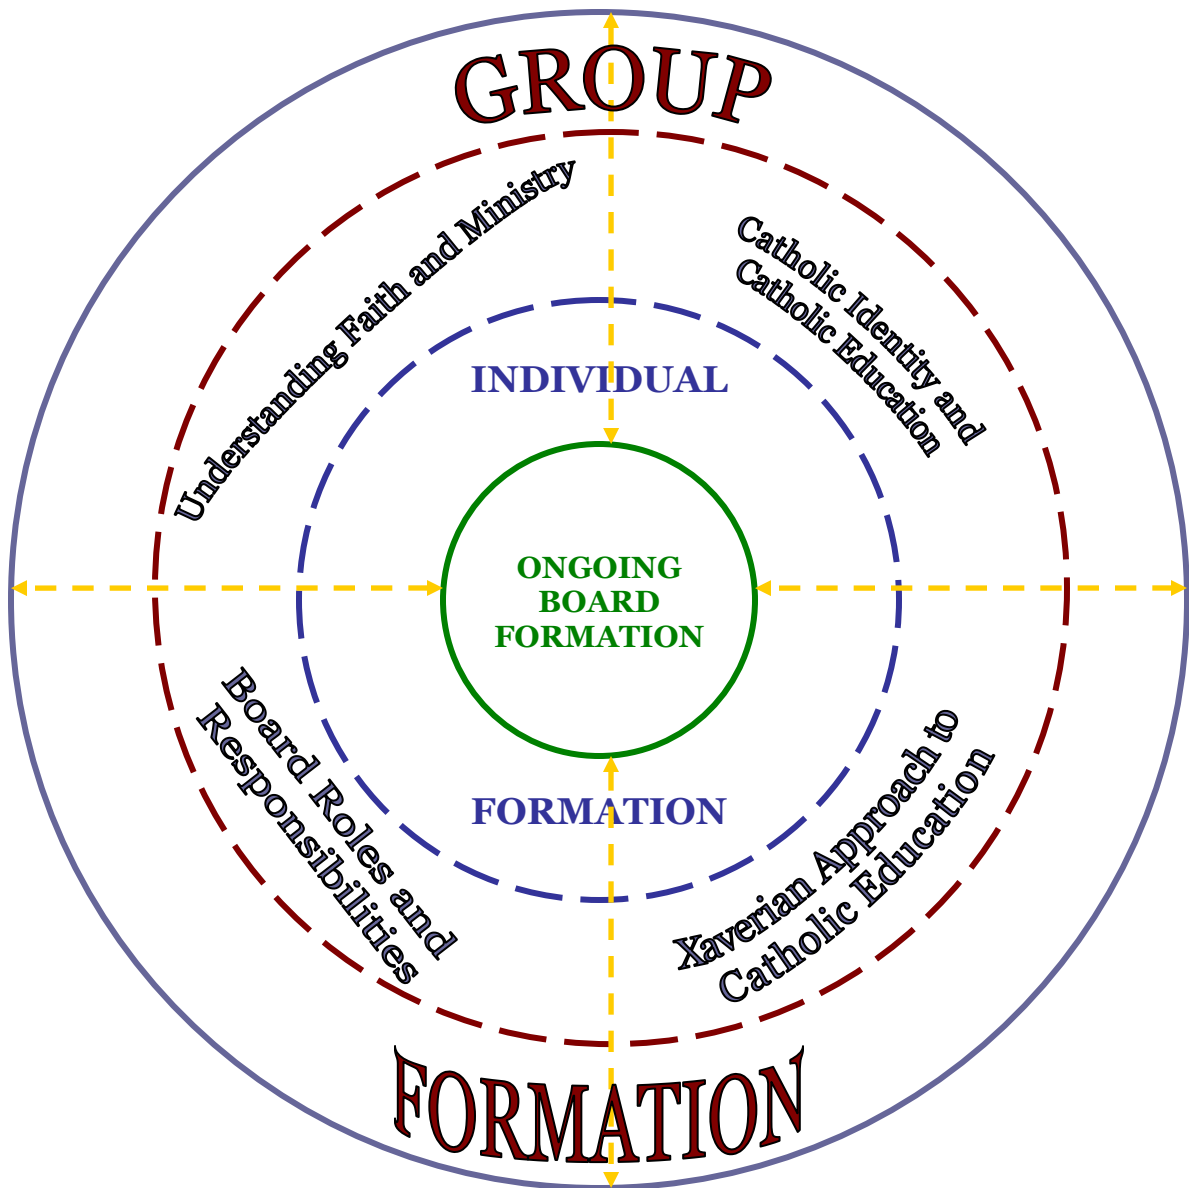 GROUP
Understanding Faith and Ministry
Catholic Identity and
Catholic Education
INDIVIDUAL
ONGOING
BOARD
FORMATION
FORMATION
Board Roles and
Responsibilities
Xaverian Approach to
Catholic Education
FORMATION